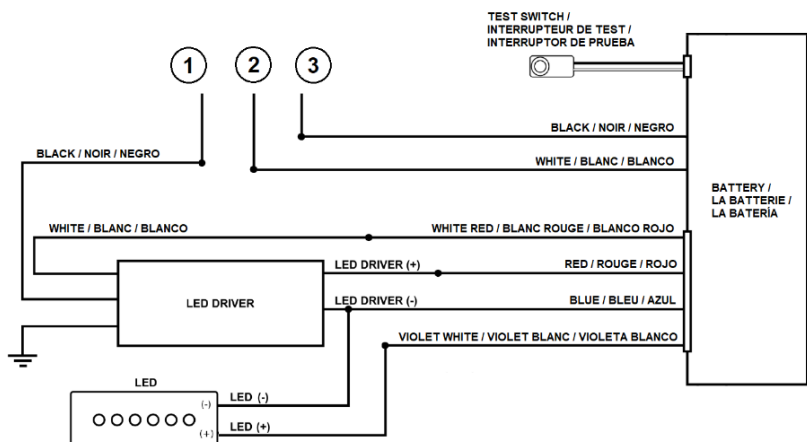 TEST SWITCH /
INTERRUPTEUR DE TEST /
INTERRUPTOR DE PRUEBA
1 2 3
BLACK / NOIR / NEGRO
BLACK / NOIR / NEGRO
WHITE / BLANC / BLANCO
BATTERY /
LA BATTERIE /
LA BATERÍA
WHITE / BLANC / BLANCO
WHITE RED / BLANC ROUGE / BLANCO ROJO
LED DRIVER (+)
RED / ROUGE / ROJO
LED DRIVER
LED DRIVER (-)
BLUE / BLEU / AZUL
VIOLET WHITE / VIOLET BLANC / VIOLETA BLANCO
LED
(-)
LED (-)
(+)
LED (+)